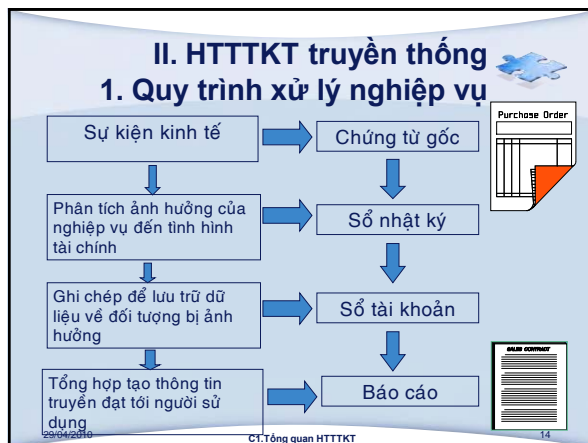 II. HTTTKT truyền thống
1. Quy trình xử lý nghiệp vụ
Purchase Order
Sự kiện kinh tế
Chứng từ gốc
Phân tích ảnh hưởng của
nghiệp vụ đến tình hình
tài chính
Sổ nhật ký
Ghi chép để lưu trữ dữ
liệu về đối tượng bị ảnh
hưởng
Sổ tài khoản
SALES CONTRACT
Tổng hợp tạo thông tin
truyền đạt tới người sử
dụng
Báo cáo
29/04/2010
C1.Tổng quan HTTTKT
14